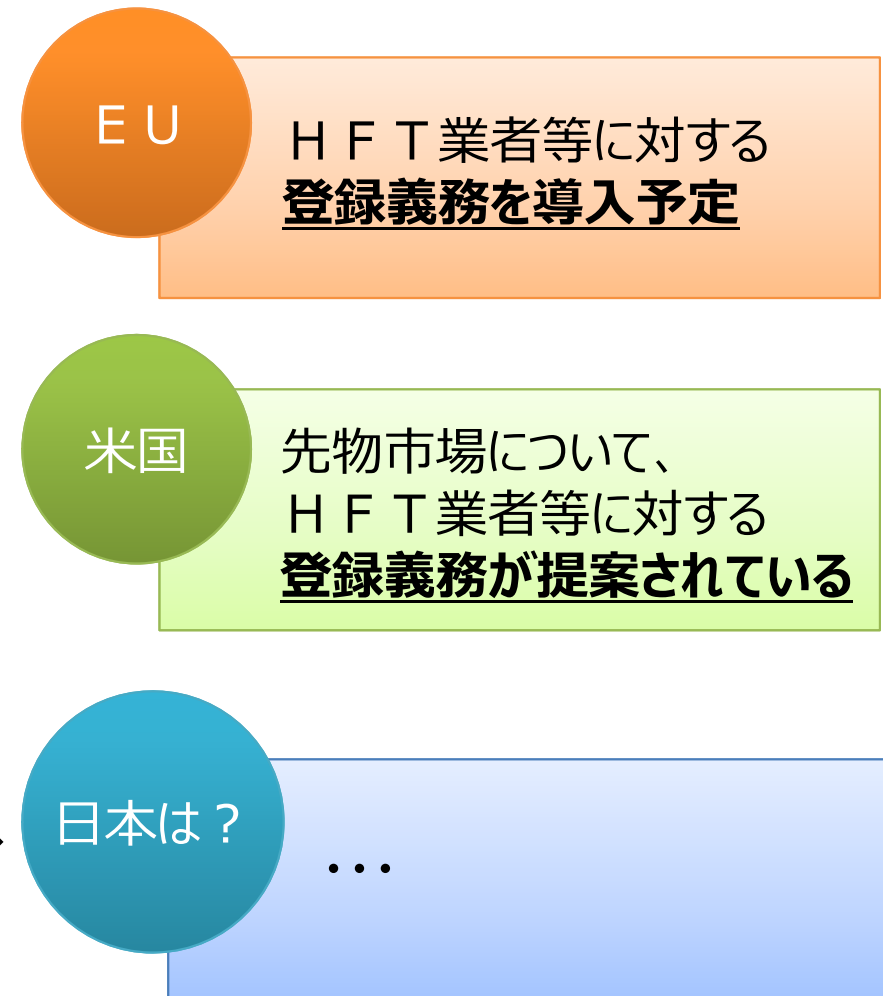 ＥＵ
ＨＦＴ業者等に対する
登録義務を導入予定
米国
先物市場について、
ＨＦＴ業者等に対する
登録義務が提案されている
日本は？
・・・